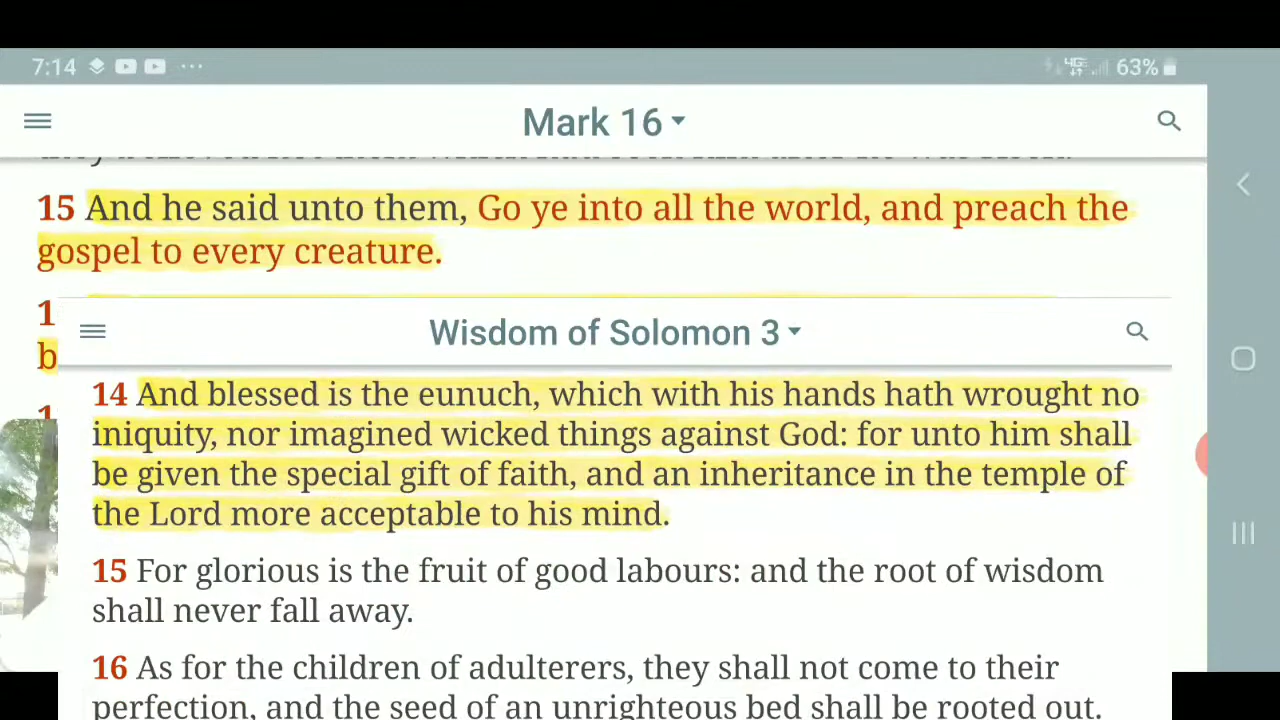 7:14 ... 4G 63%
Mark 16
15 And he said unto them, Go ye into all the world, and preach the
gospel to every creature.
1
b
1
Wisdom of Solomon 3
14 And blessed is the eunuch, which with his hands hath wrought no
iniquity, nor imagined wicked things against God: for unto him shall
be given the special gift of faith, and an inheritance in the temple of
the Lord more acceptable to his mind.
15 For glorious is the fruit of good labours: and the root of wisdom
shall never fall away.
16 As for the children of adulterers, they shall not come to their
perfection, and the seed of an unrighteous bed shall be rooted out.